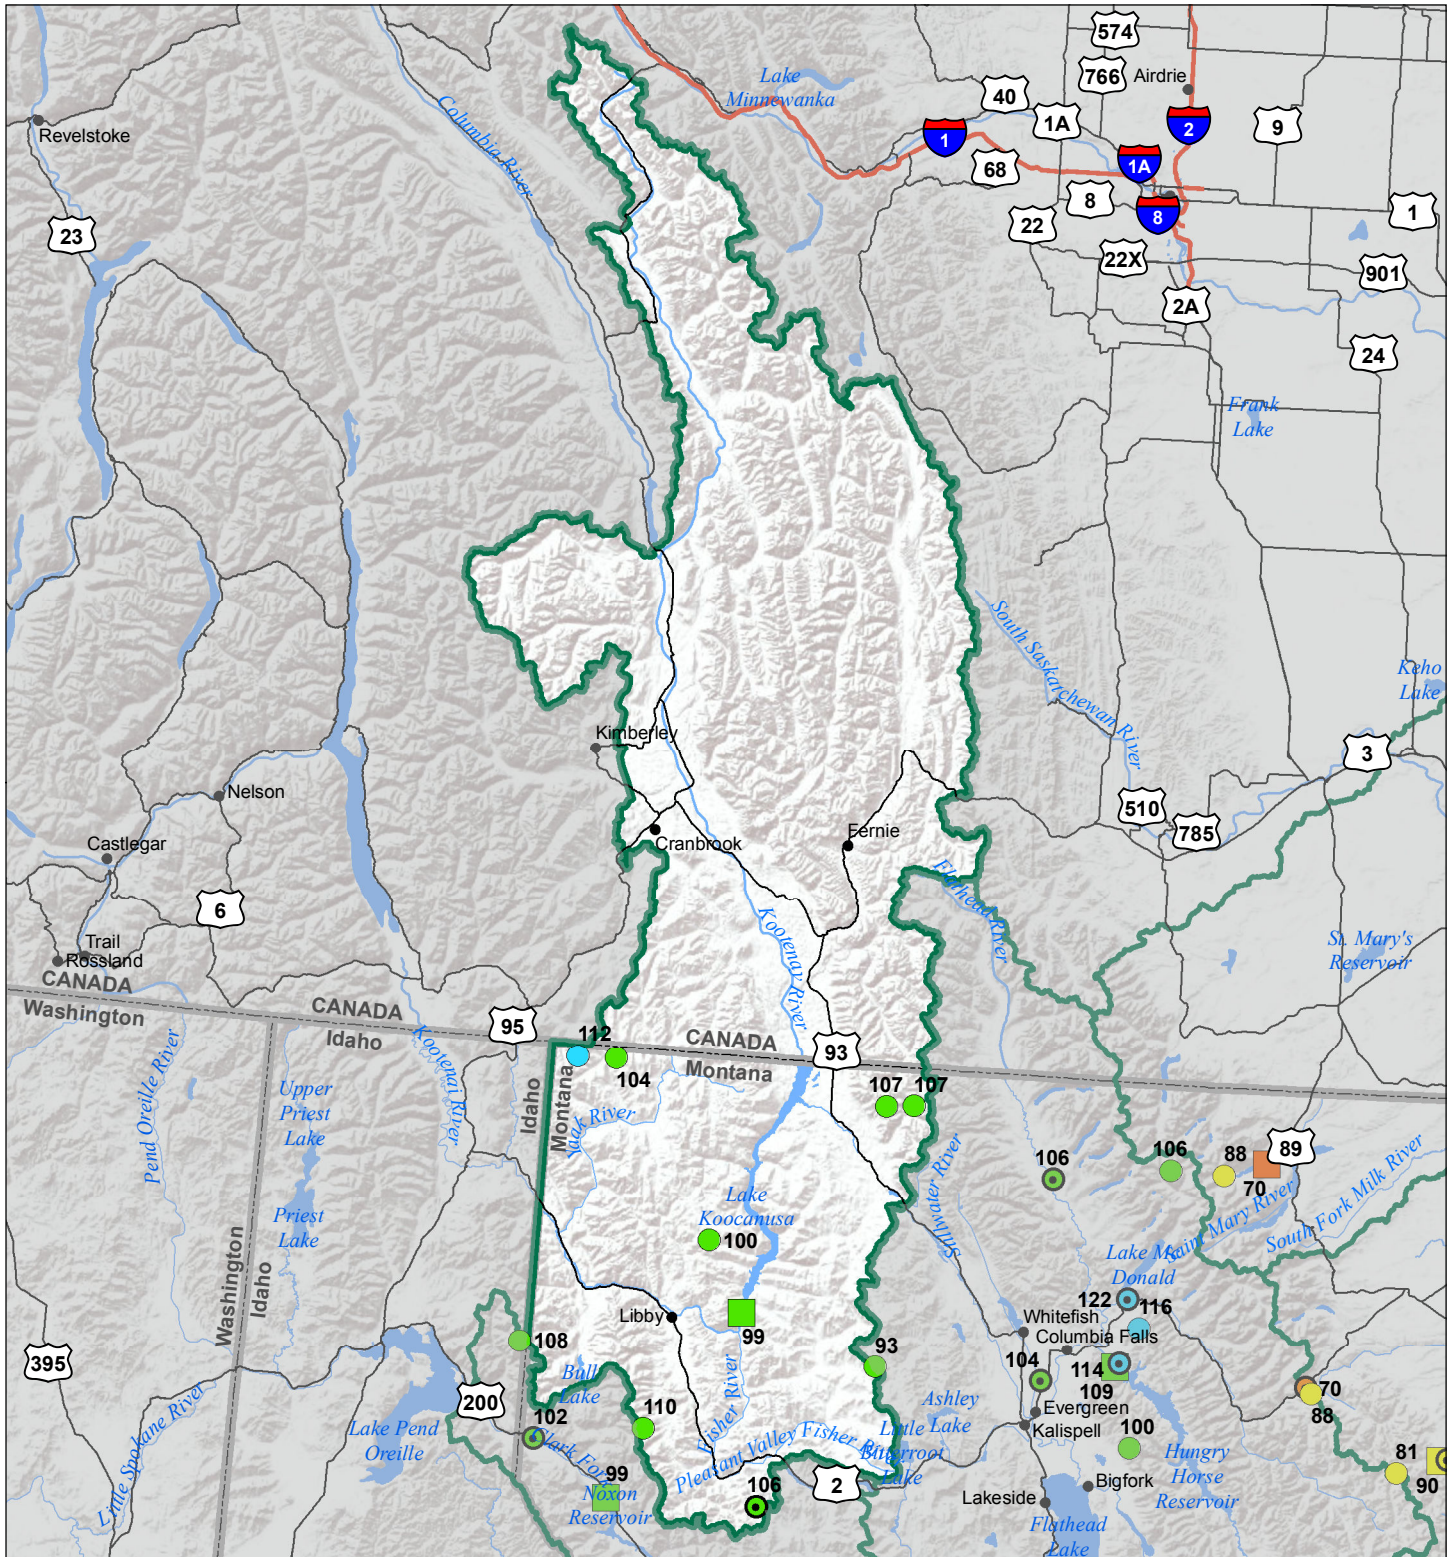 574
766
Airdrie
Lake
Minnewanka
40
1A
9
Revelstoke
Columbia River
1
2
1A
68
8
8
22
1
23
22X
901
2A
24
Frank
Lake
South Saskatchewan River
Keho
Lake
Kimberley
3
Nelson
510
785
Castlegar
Cranbrook
Fernie
Flathead River
6
Kootenay River
Trail
Rossland
St. Mary's
Reservoir
CANADA
Washington
CANADA
Idaho
95
112
CANADA
Montana
93
104
Pend Oreille River
Kootenai River
Upper
Priest
Lake
Idaho
Montana
Yaak River
107
107
106
106
88
70
89
Stillwater River
Saint Mary River
South Fork Milk River
Priest
Lake
Lake
Koocanusa
100
Washington
Idaho
Lake Mc
Donald
122
116
Whitefish
Columbia Falls
Libby
99
108
93
104
114
109
395
Bull
Lake
200
102
110
Fisher River
Ashley
Lake
Evergreen
Kalispell
70
88
Lake Pend
Oreille
Clark Fork
Little
Bitterroot
Lake
Pleasant Valley Fisher River
100
Hungry
Horse
Reservoir
81
90
Little Spokane River
99
Noxon
Reservoir
106
2
Bigfork
Lakeside
Flathead
Lake